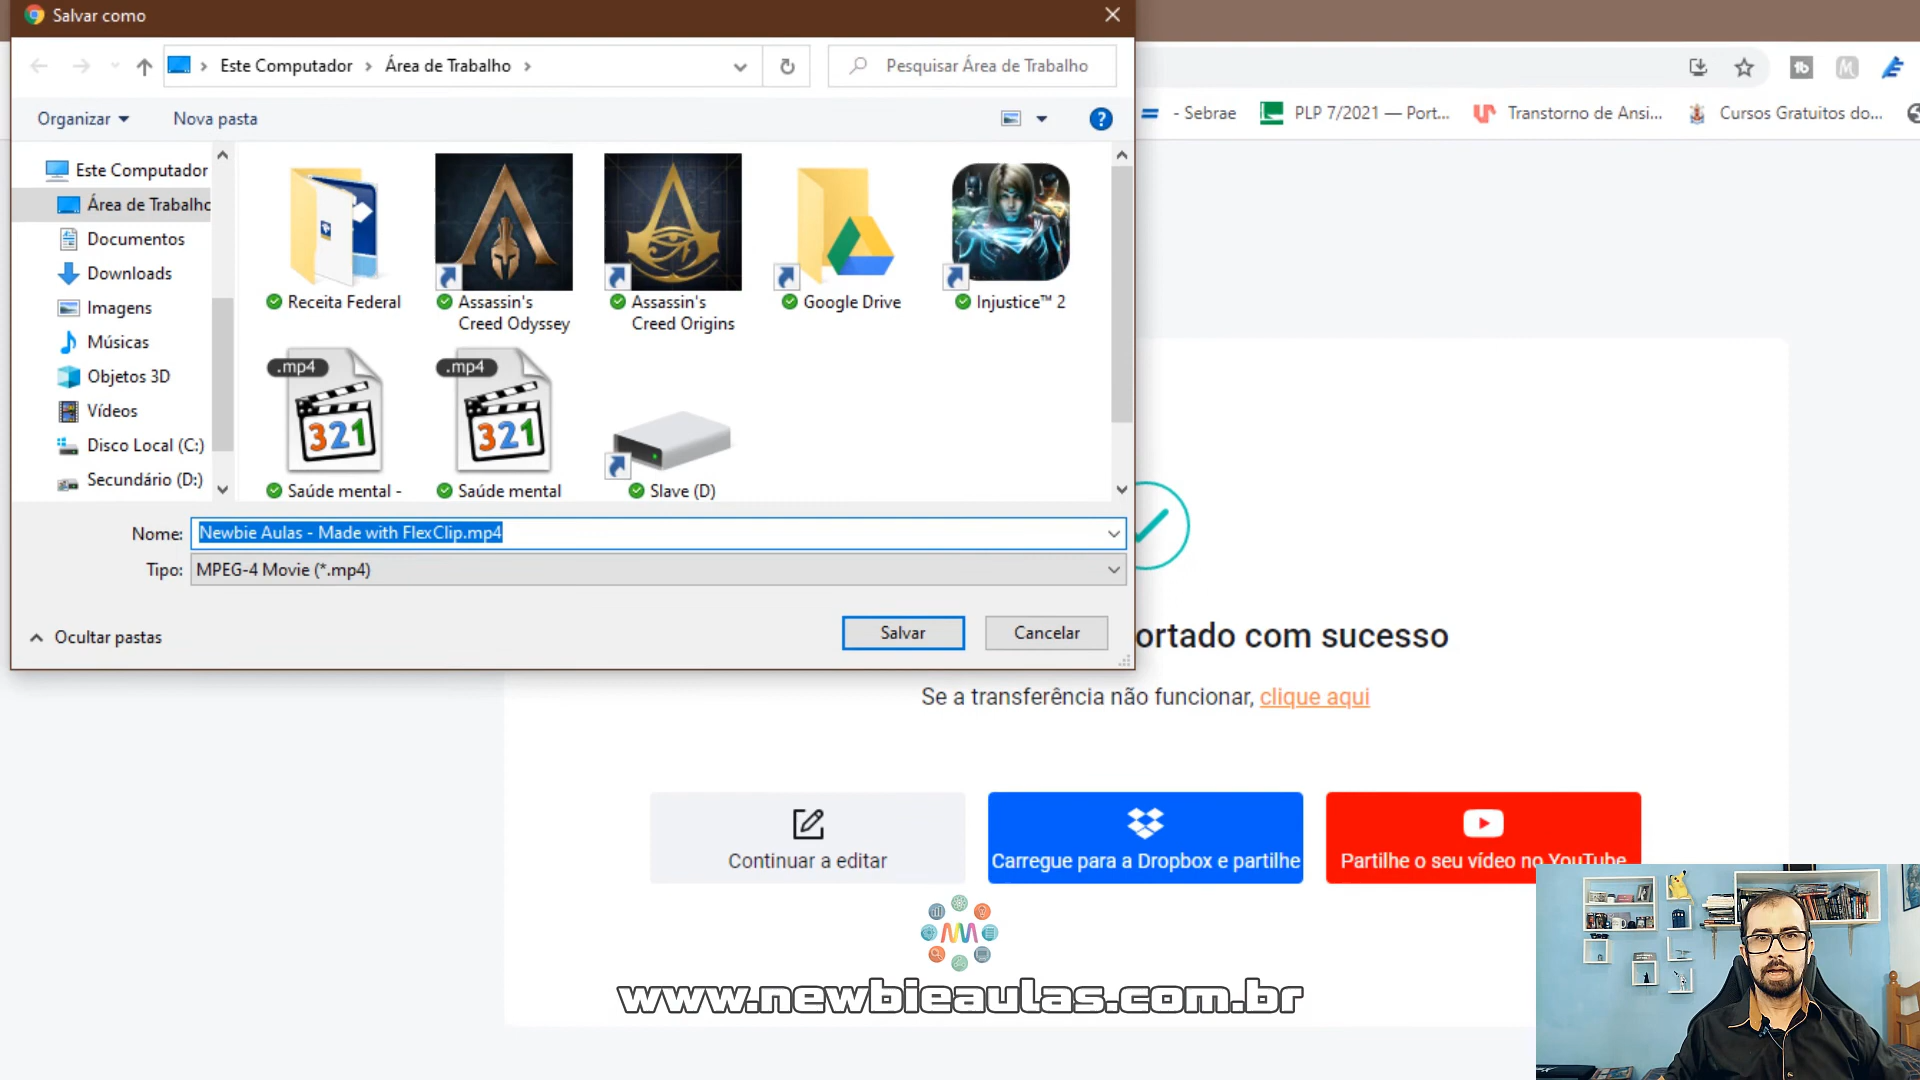 Salvar como
Este Computador
Área de Trabalho
Pesquisar Área de Trabalho
Organizar
Nova pasta
- Sebrae
PLP 7/2021 — Port...
Transtorno de Ansi...
Cursos Gratuitos do...
Este Computador
Área de Trabalho
Documentos
Downloads
Imagens
Músicas
Objetos 3D
Vídeos
Disco Local (C:)
Secundário (D:)
Receita Federal
Assassin's
Creed Odyssey
Assassin's
Creed Origins
Google Drive
Injustice™ 2
.mp4
321
Saúde mental -
.mp4
321
Saúde mental
Slave (D)
Nome:
Newbie Aulas - Made with FlexClip.mp4
Tipo:
MPEG-4 Movie (*.mp4)
Ocultar pastas
Salvar
Cancelar
ortado com sucesso
Se a transferência não funcionar, clique aqui
Continuar a editar
Carregue para a Dropbox e partilhe
Partilhe o seu vídeo no YouTube
www.newbieaulas.com.br